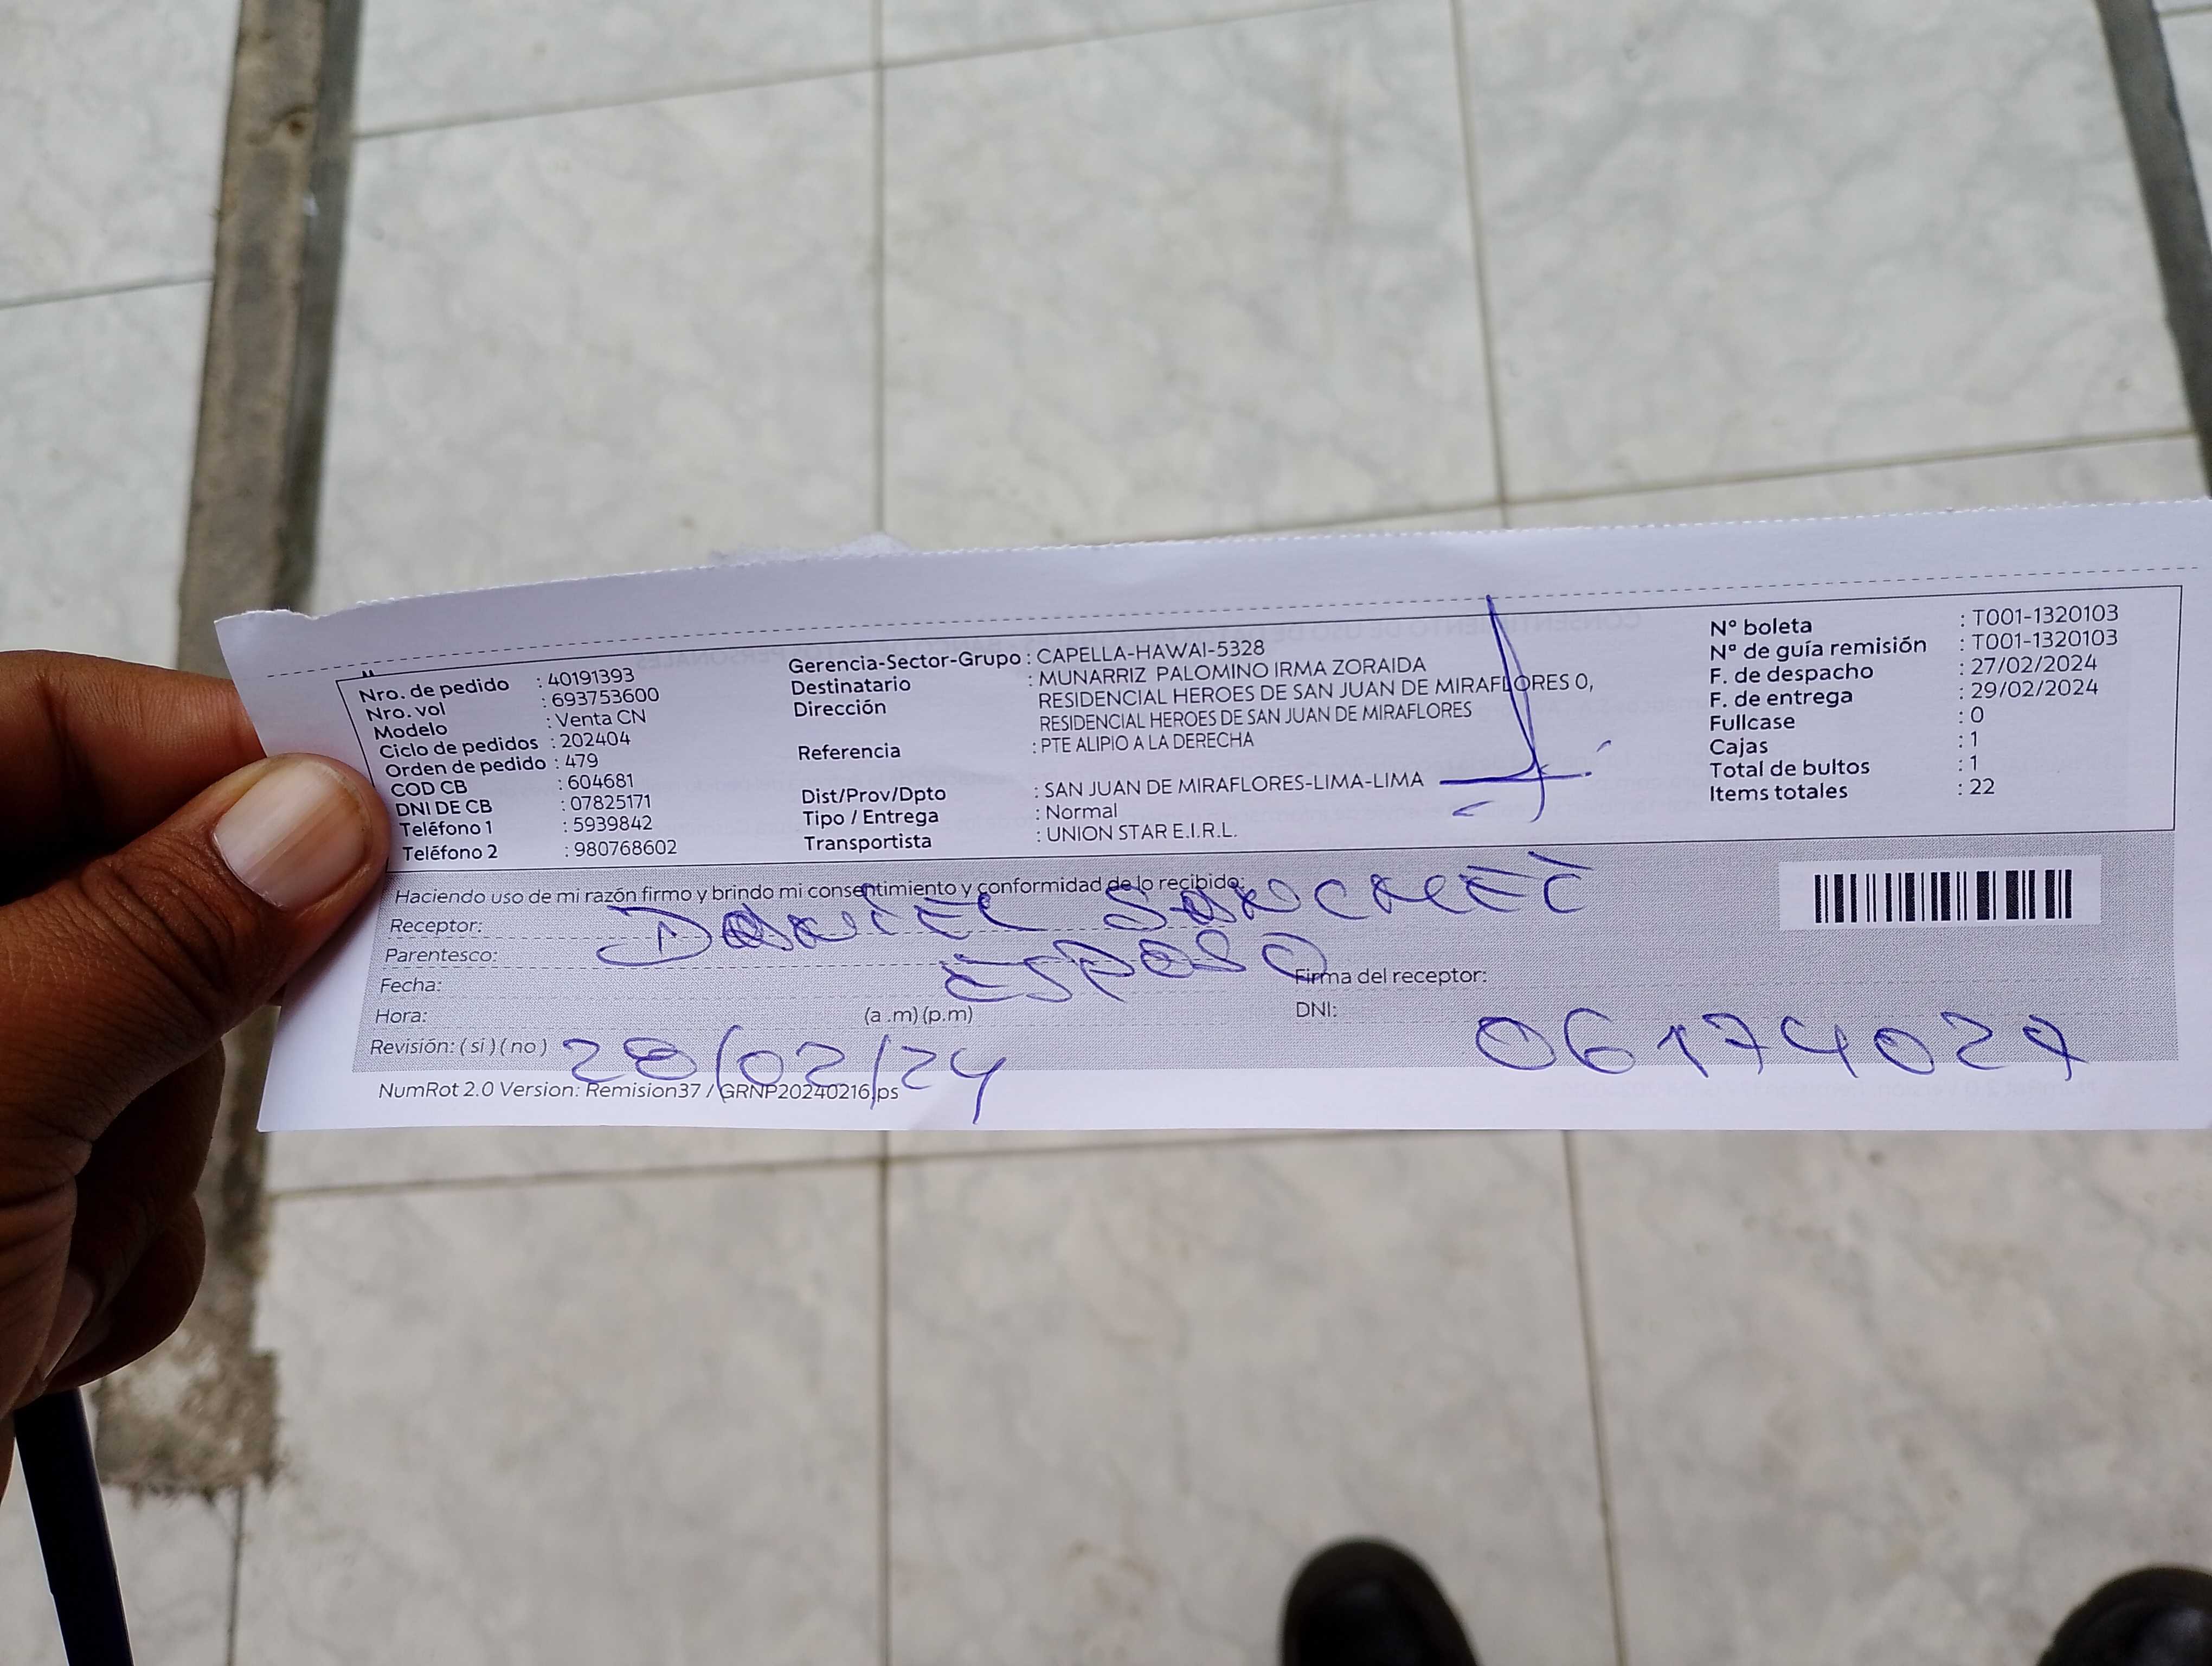 Nro. de pedido : 40191393
Nro. vol : 693753600
Modelo : Venta CN
Ciclo de pedidos : 202404
Orden de pedido : 479
COD CB : 604681
DNI DE CB : 07825171
Teléfono 1 : 5939842
Teléfono 2 : 980768602
Gerencia-Sector-Grupo : CAPELLA-HAWAI-5328
Destinatario : MUNARRIZ PALOMINO IRMA ZORAIDA
Dirección RESIDENCIAL HEROES DE SAN JUAN DE MIRAFLORES 0,
RESIDENCIAL HEROES DE SAN JUAN DE MIRAFLORES
Referencia : PTE ALIPIO A LA DERECHA
Dist/Prov/Dpto : SAN JUAN DE MIRAFLORES-LIMA-LIMA
Tipo / Entrega : Normal
Transportista : UNION STAR E.I.R.L.
N° boleta : T001-1320103
Nº de guía remisión : T001-1320103
F. de despacho : 27/02/2024
F. de entrega : 29/02/2024
Fullcase : 0
Cajas : 1
Total de bultos : 1
Items totales : 22
Haciendo uso de mi razón firmo y brindo mi consentimiento y conformidad de lo recibido:
Receptor: DANIEL
Parentesco: ESPOSO
Fecha:
Firma del receptor:
Hora: (a .m) (p.m)
DNI: 06174027
Revisión: ( si ) ( no ) 28/02/24
NumRot 2.0 Version: Remision37 / GRNP20240216.ps